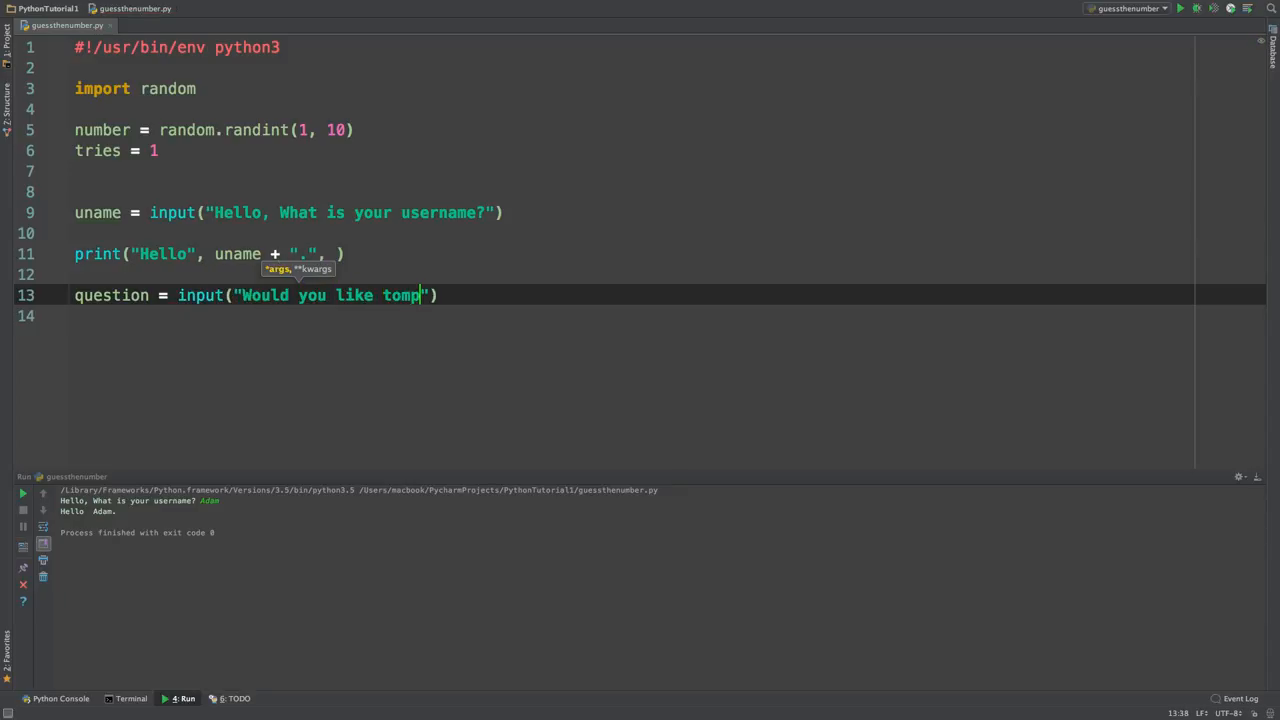 PythonTutorial1 guessthenumber.py guessthenumber
guessthenumber.py
1: Project
Z: Structure
Database
1 #!/usr/bin/env python3
2
3 import random
4
5 number = random.randint(1, 10)
6 tries = 1
7
8
9 uname = input("Hello, What is your username?")
10
11 print("Hello", uname + ".", )
*args, **kwargs
12
13 question = input("Would you like tomp")
14
Run guessthenumber
/Library/Frameworks/Python.framework/Versions/3.5/bin/python3.5 /Users/macbook/PycharmProjects/PythonTutorial1/guessthenumber.py
Hello, What is your username? Adam
Hello  Adam.
Process finished with exit code 0
2: Favorites
Python Console Terminal 4: Run 6: TODO Event Log
13:38 LF÷ UTF-8÷